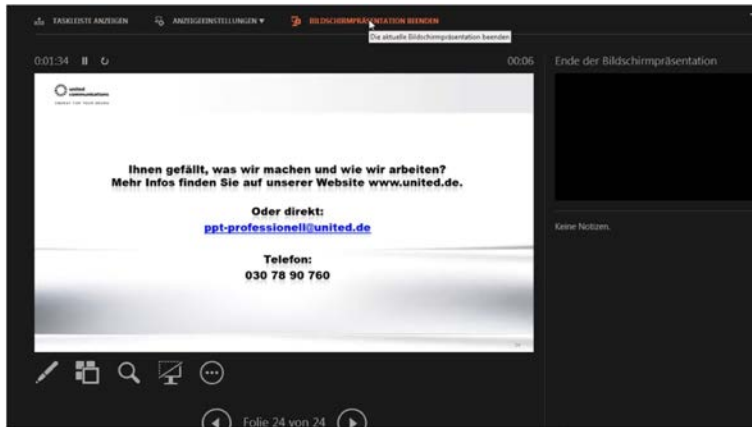 TASKLEISTE ANZEIGEN
ANZEIGEEINSTELLUNGEN ▼
BILDSCHIRMPRÄSENTATION BEENDEN
Die aktuelle Bildschirmpräsentation beenden
0:01:34
00:06
Ende der Bildschirmpräsentation
united
communications
Ihnen gefällt, was wir machen und wie wir arbeiten?
Mehr Infos finden Sie auf unserer Website www.united.de.
Oder direkt:
ppt-professionell@united.de
Telefon:
030 78 90 760
Keine Notizen.
Folie 24 von 24